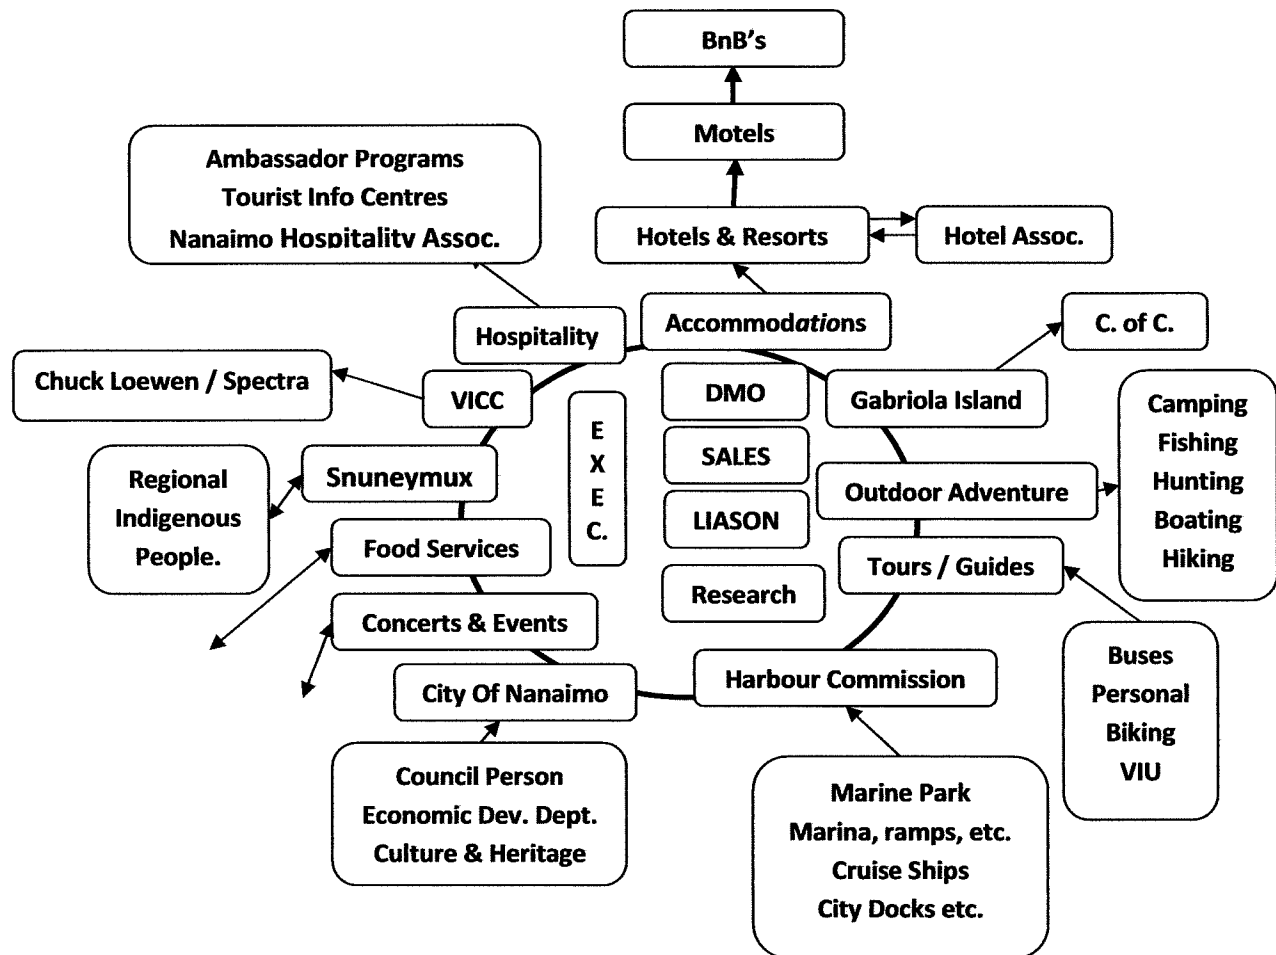 BnB's
Motels
Ambassador Programs
Tourist Info Centres
Nanaimo Hospitality Assoc.
Hotels & Resorts
Hotel Assoc.
Accommodations
Hospitality
C. of C.
Chuck Loewen / Spectra
VICC
DMO
Gabriola Island
Camping
Fishing
Hunting
Boating
Hiking
E
X
E
C.
SALES
Snuneymux
Regional
Indigenous
People.
Outdoor Adventure
LIASON
Food Services
Tours / Guides
Research
Concerts & Events
City Of Nanaimo
Harbour Commission
Buses
Personal
Biking
VIU
Council Person
Economic Dev. Dept.
Culture & Heritage
Marine Park
Marina, ramps, etc.
Cruise Ships
City Docks etc.